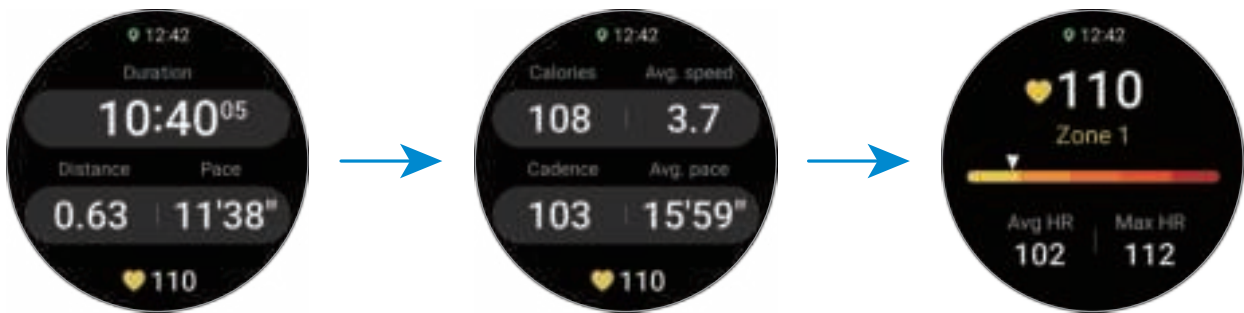 12:42
Duration
10:40 05
Distance Pace
0.63 11'38"
110
12:42
Calories Avg. speed
108 3.7
Cadence Avg. pace
103 15'59"
110
12:42
110
Zone 1
Avg HR Max HR
102 112